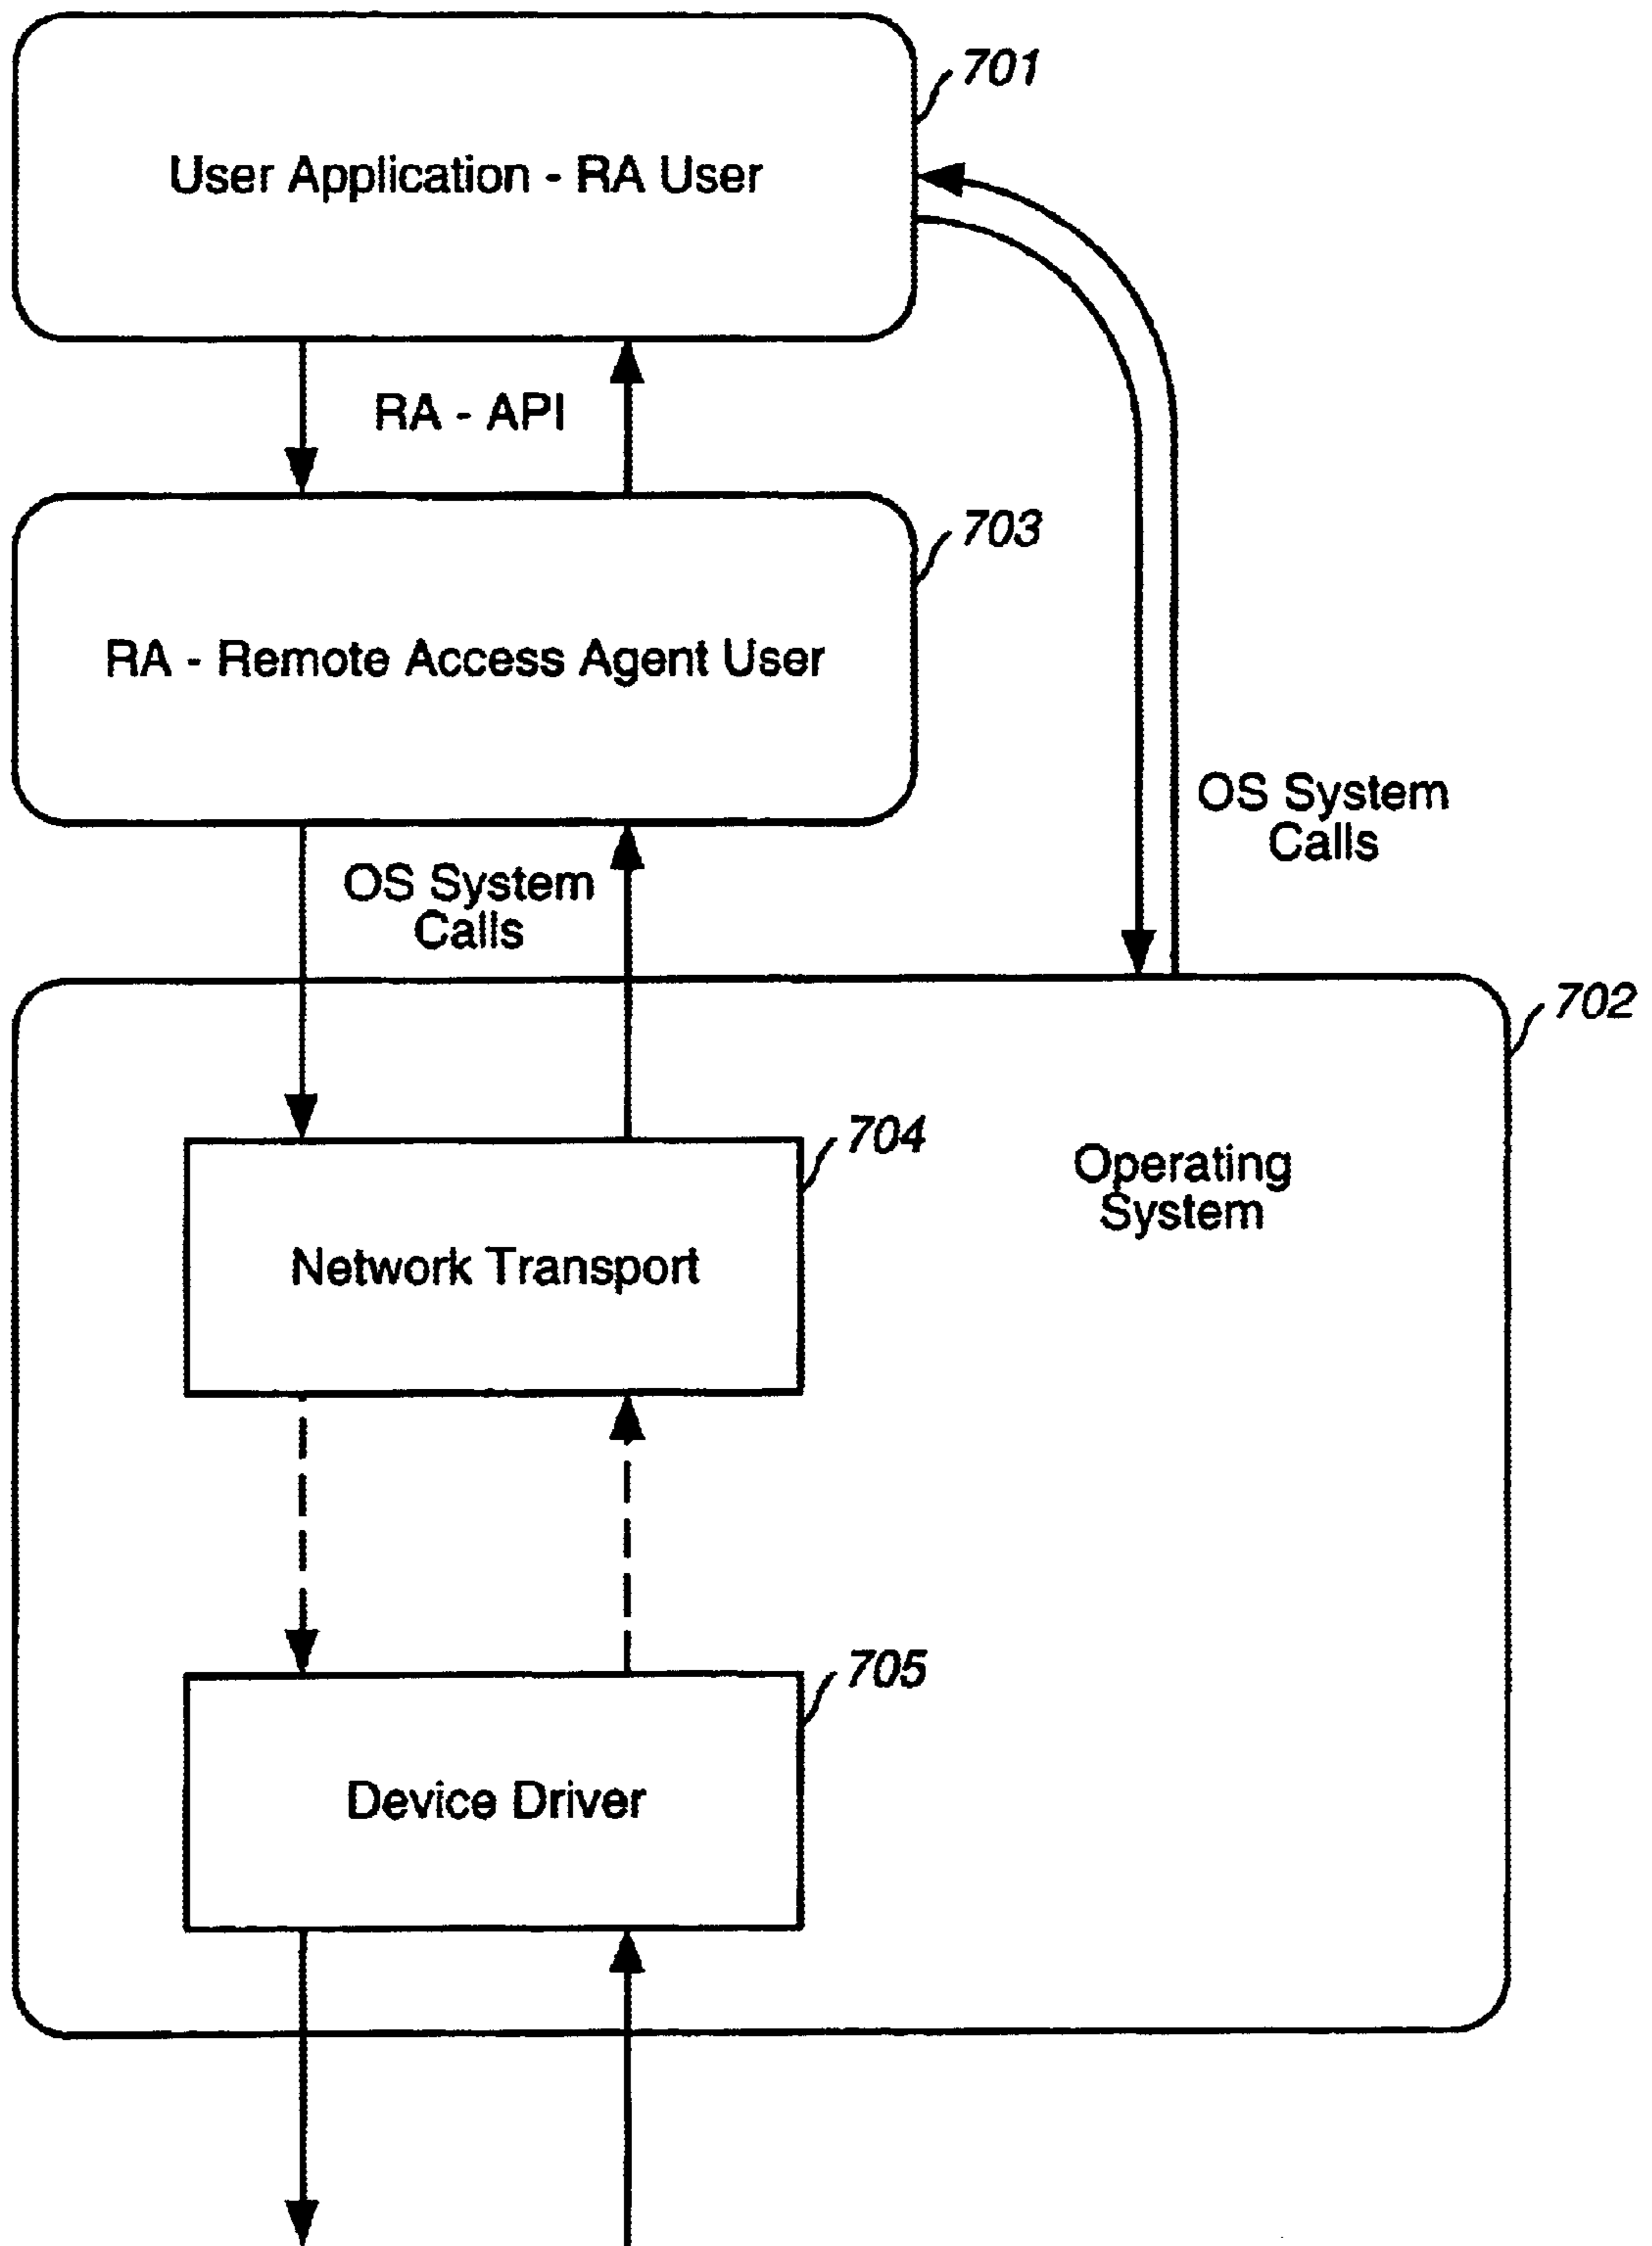 701
User Application - RA User
RA - API
703
RA - Remote Access Agent User
OS System
Calls
OS System
Calls
702
704
Operating
System
Network Transport
705
Device Driver